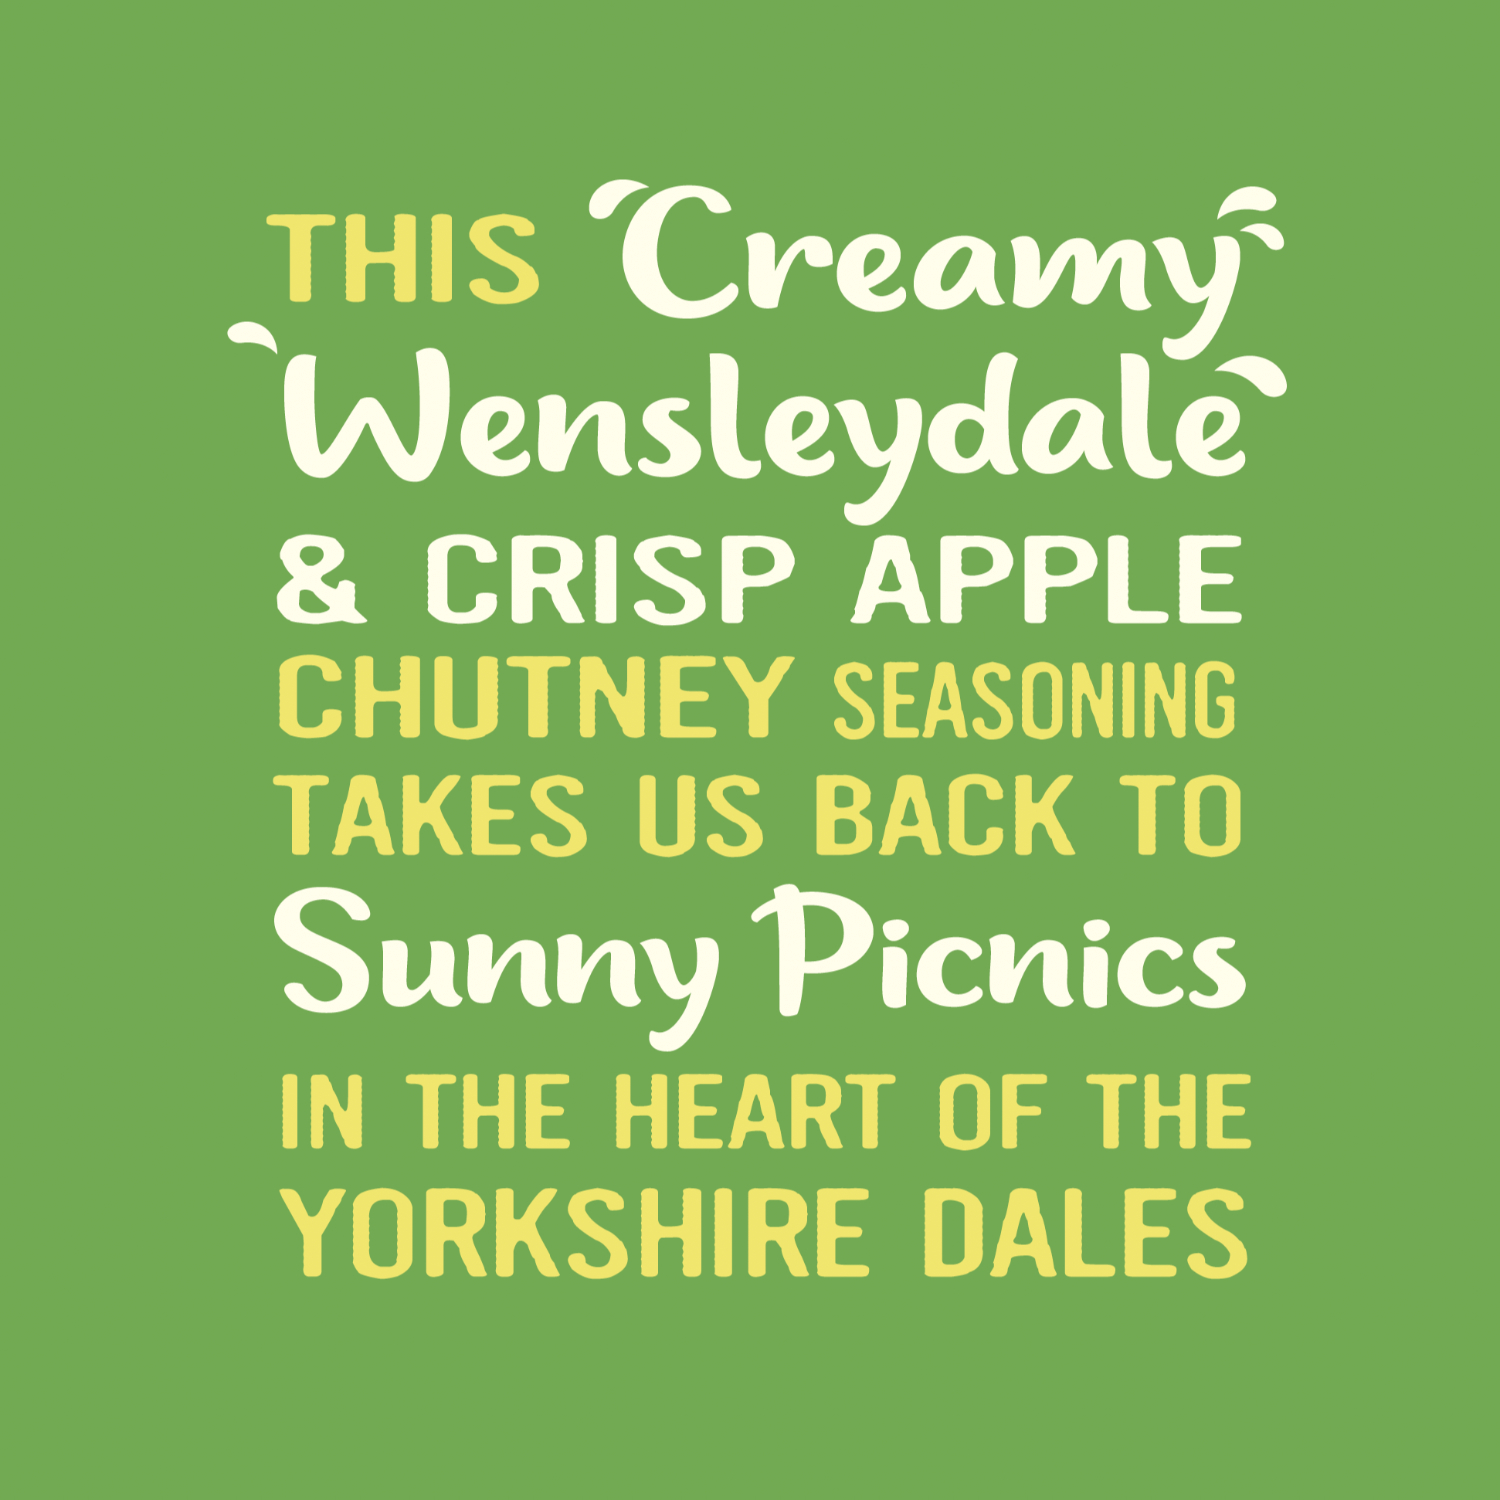 THIS Creamy
Wensleydale
& CRISP APPLE
CHUTNEY SEASONING
TAKES US BACK TO
Sunny Picnics
IN THE HEART OF THE
YORKSHIRE DALES